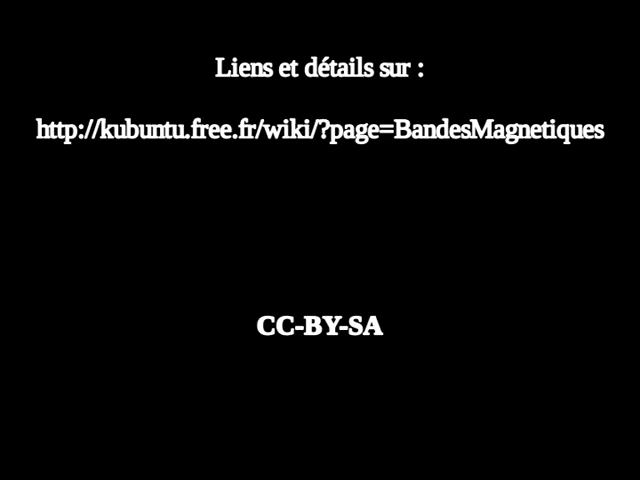 Liens et détails sur :
http://kubuntu.free.fr/wiki/?page=BandesMagnetiques
CC-BY-SA